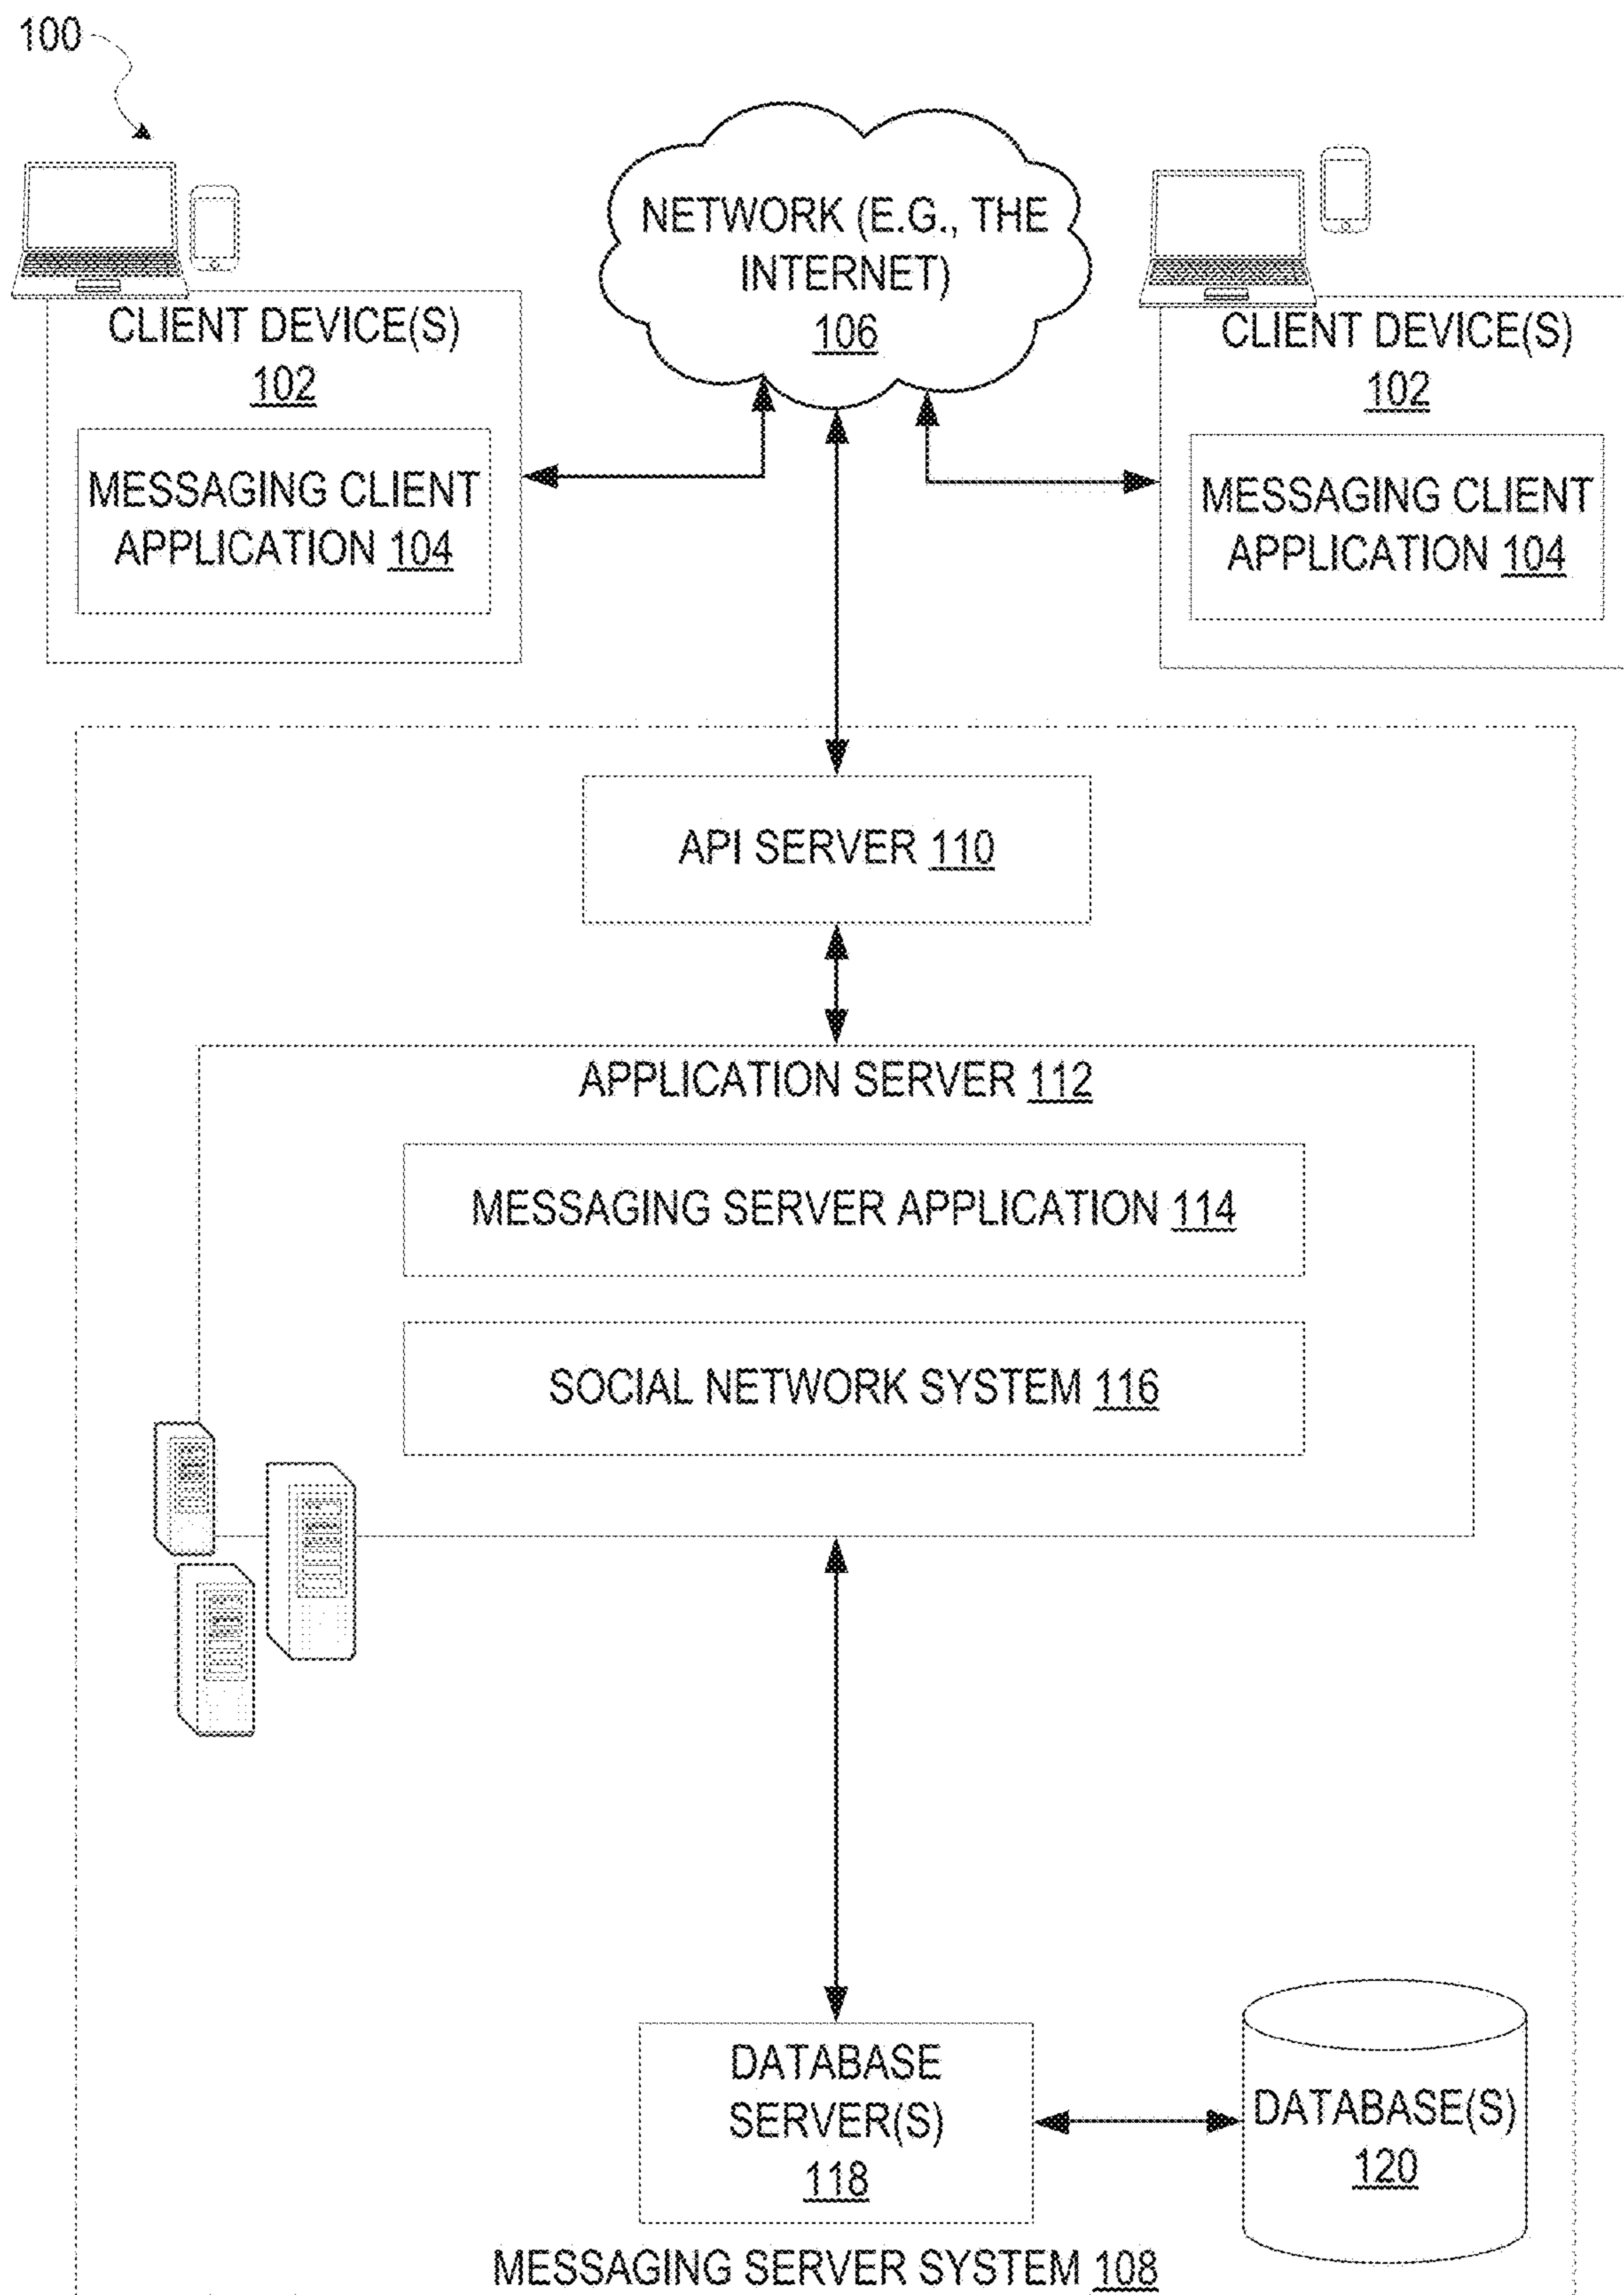 100
NETWORK (E.G., THE
INTERNET)
106
CLIENT DEVICE(S)
102
MESSAGING CLIENT
APPLICATION 104
CLIENT DEVICE(S)
102
MESSAGING CLIENT
APPLICATION 104
API SERVER 110
APPLICATION SERVER 112
MESSAGING SERVER APPLICATION 114
SOCIAL NETWORK SYSTEM 116
DATABASE
SERVER(S)
118
DATABASE(S)
120
MESSAGING SERVER SYSTEM 108